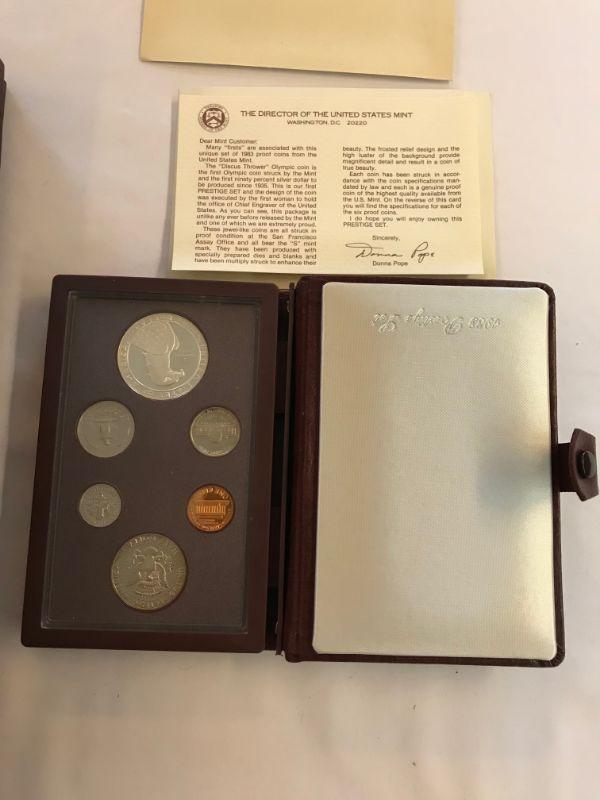 THE DIRECTOR OF THE UNITED STATES MINT
WASHINGTON, D.C. 20220
Dear Mint Customer:
Many "firsts" are associated with this
unique set of 1983 proof coins from the
United States Mint.
The "Discus Thrower" Olympic coin is
the first Olympic coin struck by the Mint
and the first ninety percent silver dollar to
be produced since 1935. This is our first
PRESTIGE SET and the design of the coin
was executed by the first woman to hold
the office of Chief Engraver of the United
States. As you can see, this package is
unlike any ever before released by the Mint
and one of which we are extremely proud.
These jewel-like coins are all struck in
proof condition at the San Francisco
Assay Office and all bear the "S" mint
mark. They have been produced with
specially prepared dies and blanks and
have been multiply struck to enhance their
beauty. The frosted relief design and the
high luster of the background provide
magnificent detail and result in a coin of
true beauty.
Each coin has been struck in accor-
dance with the coin specifications man-
dated by law and each is a genuine proof
coin of the highest quality available from
the U.S. Mint. On the reverse of this card
you will find the specifications for each of
the six proof coins.
I do hope you will enjoy owning this
PRESTIGE SET.
Sincerely,
Donna Pope
Donna Pope
1983 Prestige Set